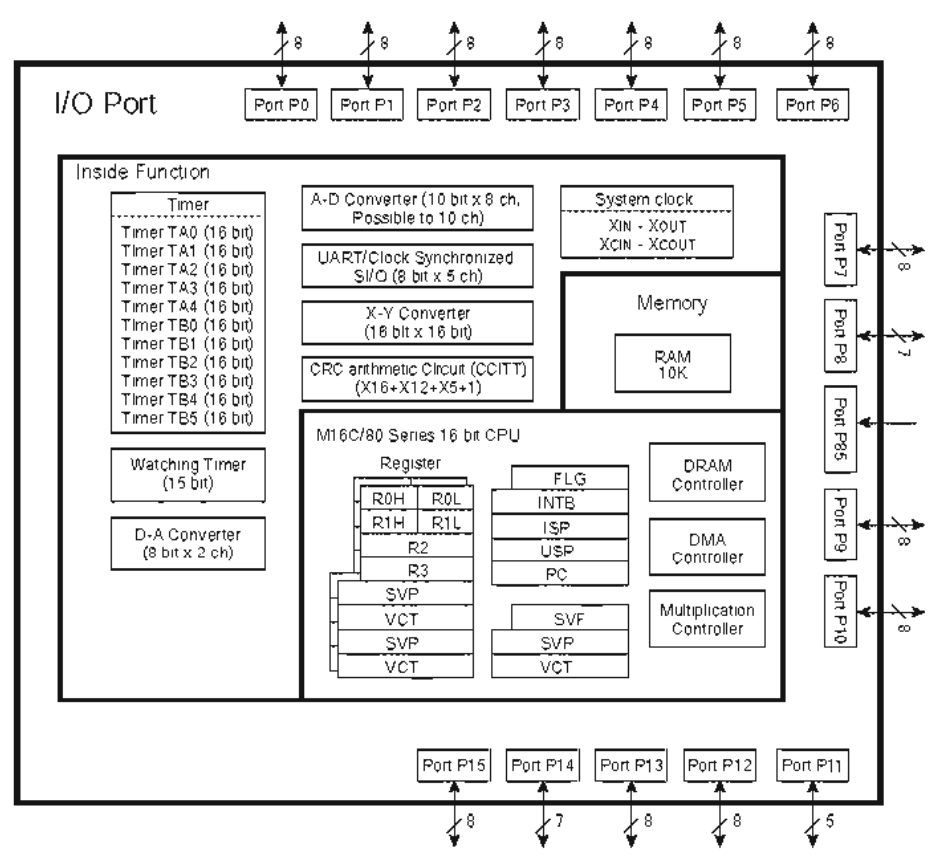 8 8 8 8 8 8 8
I/O Port
Port P0 Port P1 Port P2 Port P3 Port P4 Port P5 Port P6
Inside Function
Timer
Timer TA0 (16 bit)
Timer TA1 (16 bit)
Timer TA2 (16 bit)
Timer TA3 (16 bit)
Timer TA4 (16 bit)
Timer TB0 (16 bit)
Timer TB1 (16 bit)
Timer TB2 (16 bit)
Timer TB3 (16 bit)
Timer TB4 (16 bit)
Timer TB5 (16 bit)
Watching Timer
(15 bit)
D-A Converter
(8 bit x 2 ch)
A-D Converter (10 bit x 8 ch,
Possible to 10 ch)
UART/Clock Synchronized
SI/O (8 bit x 5 ch)
X-Y Converter
(16 bit x 16 bit)
CRC arithmetic Circuit (CCITT)
(X16+X12+X5+1)
System clock
XIN - XOUT
XCIN - XCOUT
Memory
RAM
10K
M16C/80 Series 16 bit CPU
Register
R0H R0L
R1H R1L
R2
R3
SVP
VCT
SVP
VCT
FLG
INTB
ISP
USP
PC
SVF
SVP
VCT
DRAM
Controller
DMA
Controller
Multiplication
Controller
Port P7
8
Port P8
7
Port P85
Port P9
8
Port P10
8
Port P15 Port P14 Port P13 Port P12 Port P11
8 7 8 8 5